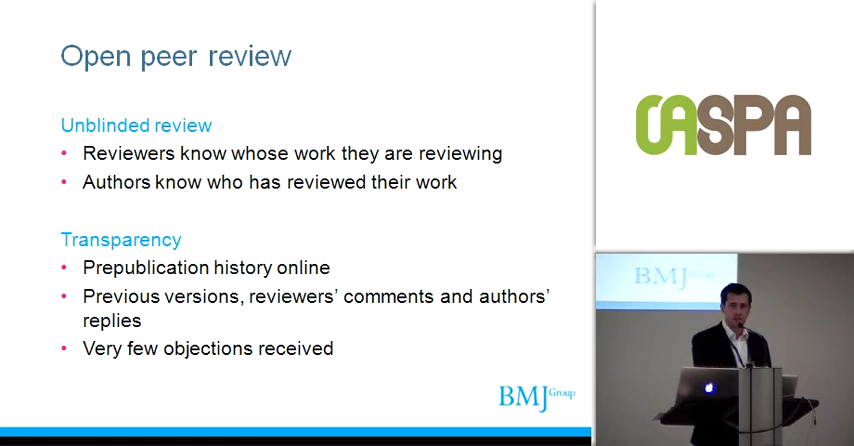 Open peer review
Unblinded review
• Reviewers know whose work they are reviewing
• Authors know who has reviewed their work
Transparency
• Prepublication history online
• Previous versions, reviewers’ comments and authors’
replies
• Very few objections received
BMJ Group
OASPA
BMJ Group